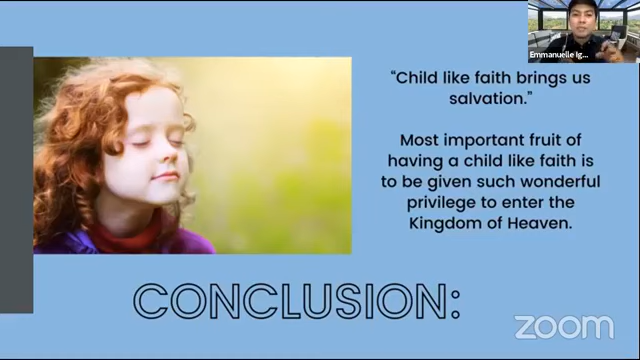 Emmanuelle Ig...
“Child like faith brings us
salvation.”
Most important fruit of
having a child like faith is
to be given such wonderful
privilege to enter the
Kingdom of Heaven.
CONCLUSION:
zoom